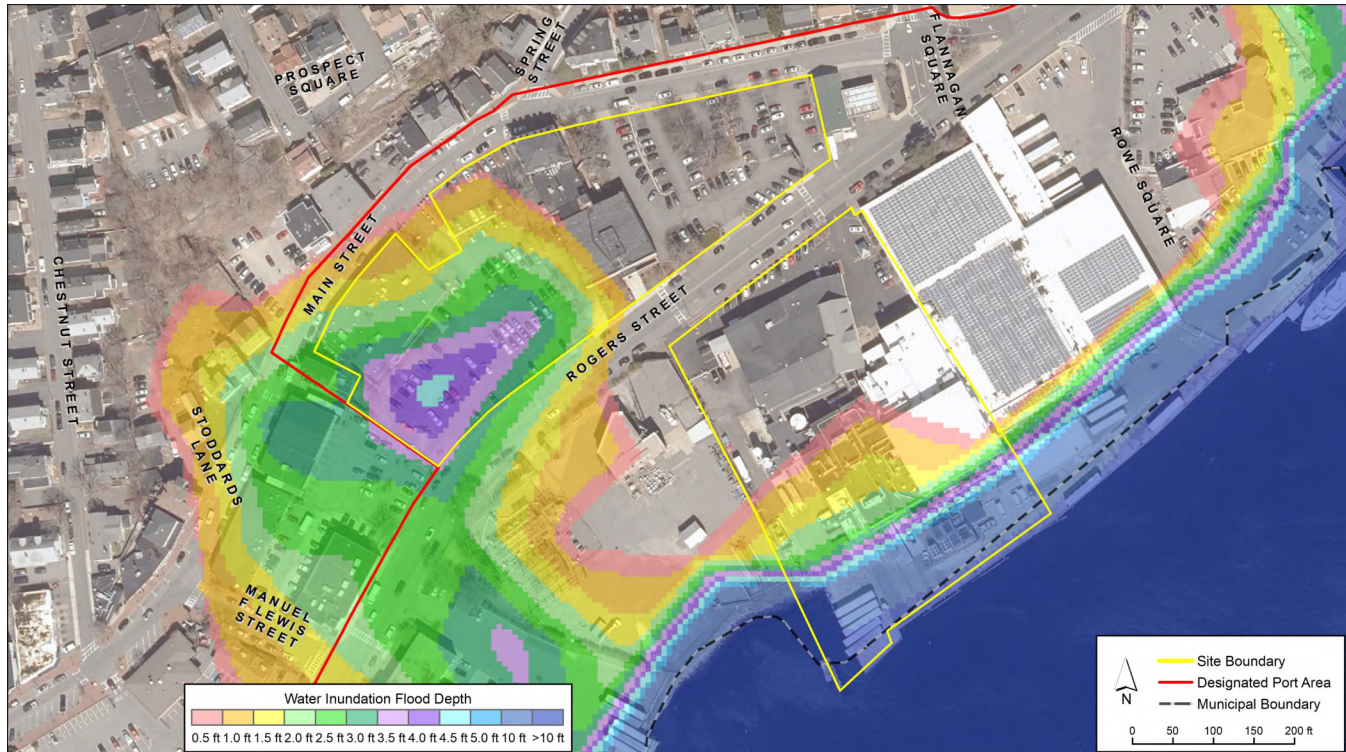 PROSPECT
SQUARE
SPRING
STREET
FLANNAGAN
SQUARE
ROWE SQUARE
MAIN STREET
CHESTNUT STREET
ROGERS STREET
STODDARDS
LANE
MANUEL
F LEWIS
STREET
Water Inundation Flood Depth
0.5 ft 1.0 ft 1.5 ft 2.0 ft 2.5 ft 3.0 ft 3.5 ft 4.0 ft 4.5 ft 5.0 ft 10 ft >10 ft
Site Boundary
Designated Port Area
Municipal Boundary
N
0 50 100 150 200 ft